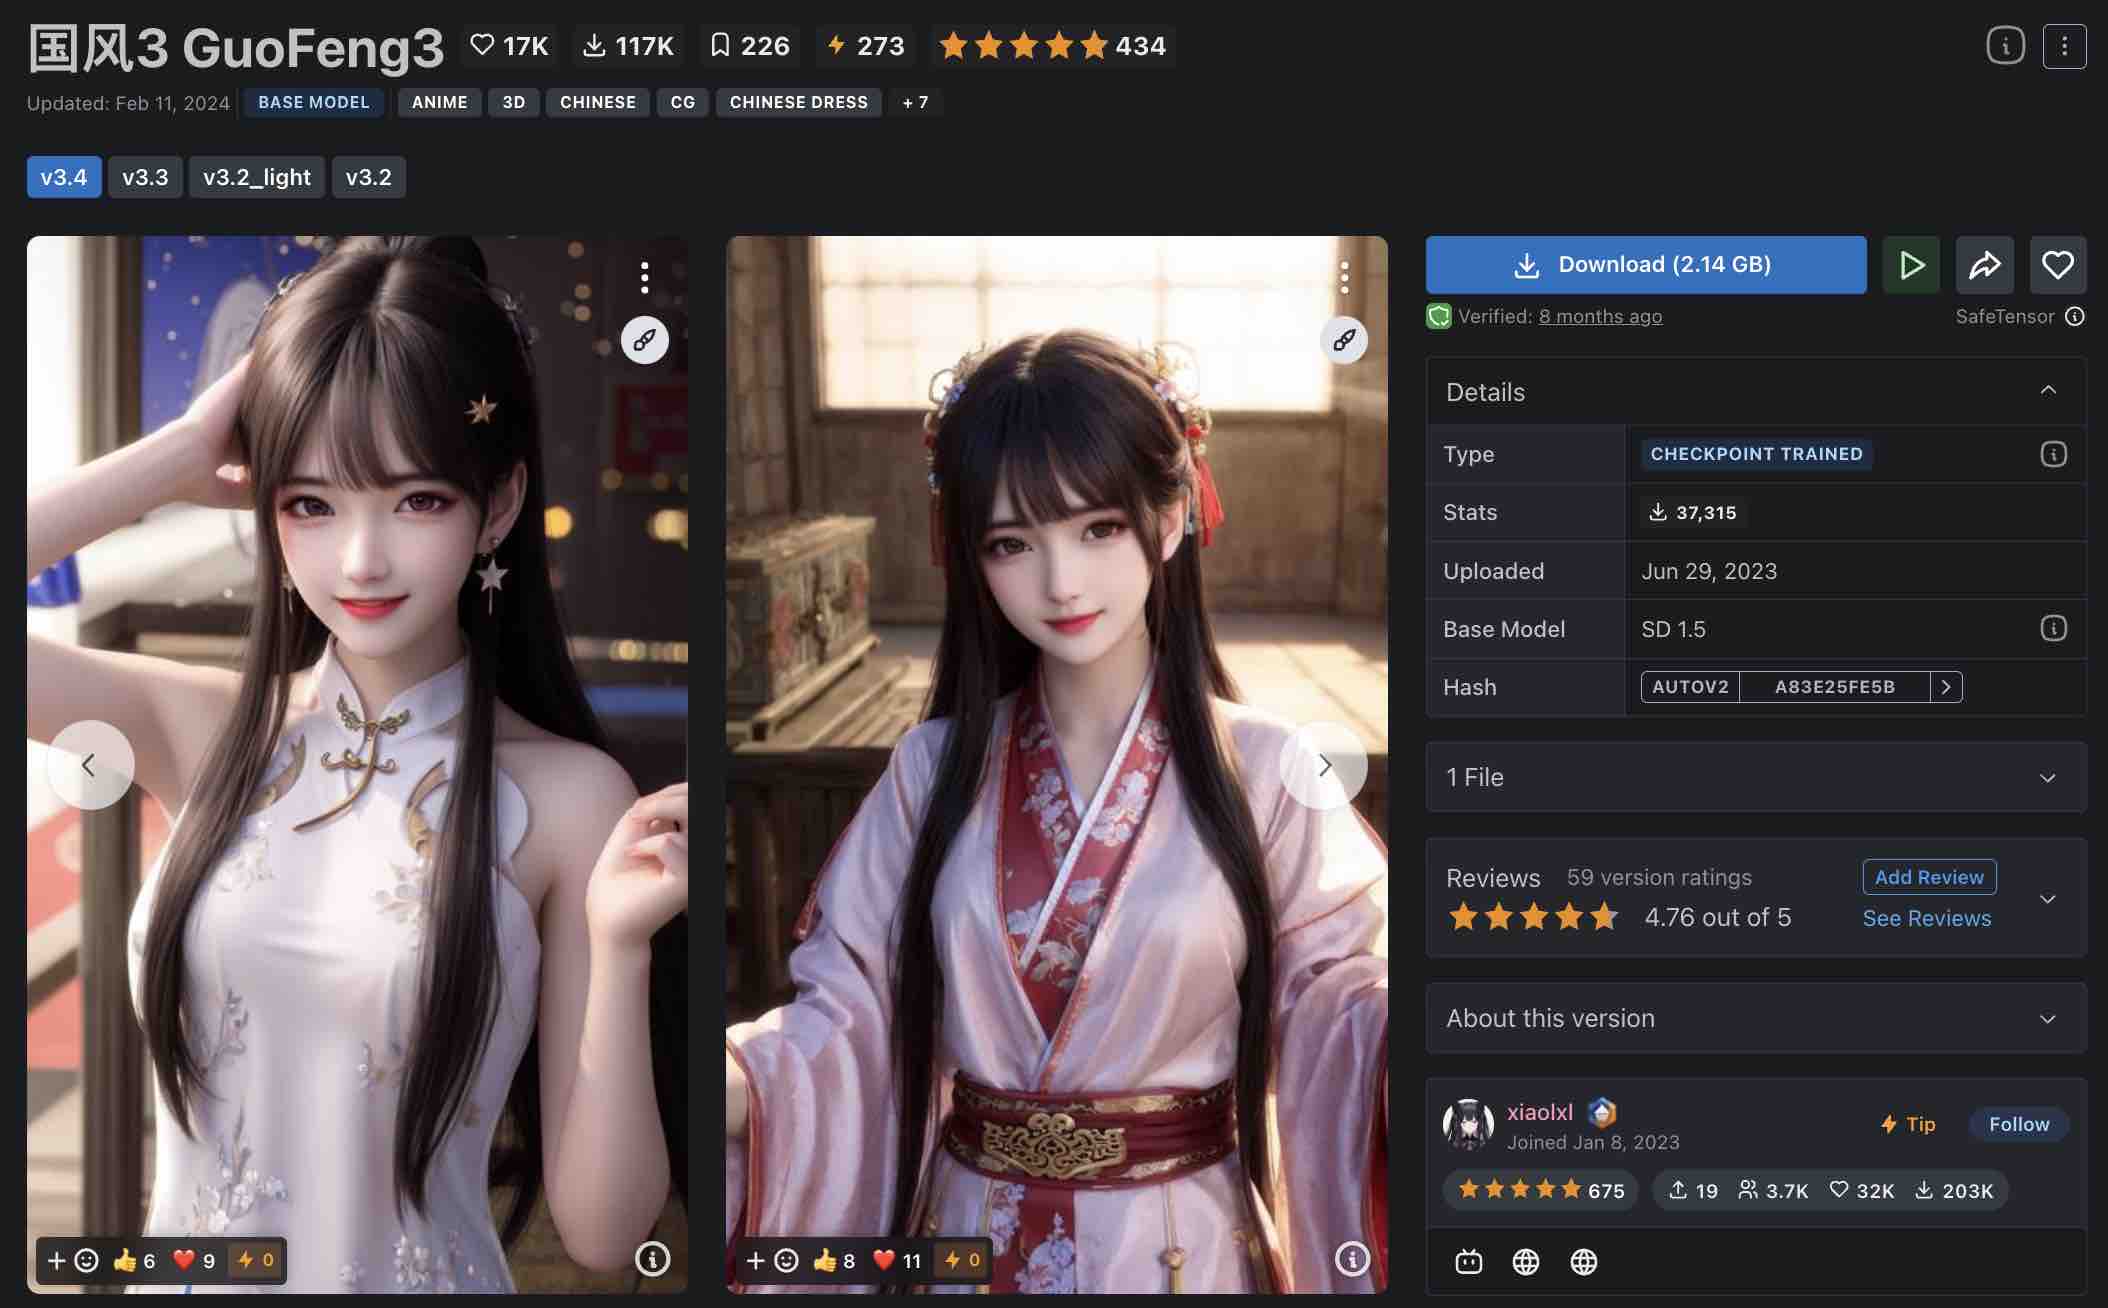 国风3 GuoFeng3 17K 117K 226 273 434
Updated: Feb 11, 2024 BASE MODEL ANIME 3D CHINESE CG CHINESE DRESS + 7
v3.4 v3.3 v3.2_light v3.2
Download (2.14 GB)
Verified: 8 months ago SafeTensor
Details
Type CHECKPOINT TRAINED
Stats 37,315
Uploaded Jun 29, 2023
Base Model SD 1.5
Hash AUTOV2 A83E25FE5B
1 File
Reviews 59 version ratings Add Review
4.76 out of 5 See Reviews
About this version
xiaolxl Tip Follow
Joined Jan 8, 2023
675 19 3.7K 32K 203K
6 9 0
8 11 0